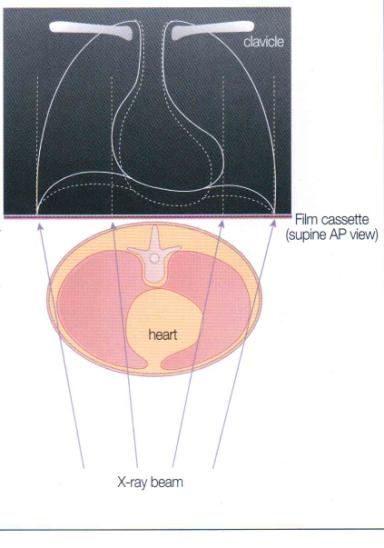 clavicle
Film cassette
(supine AP view)
heart
X-ray beam